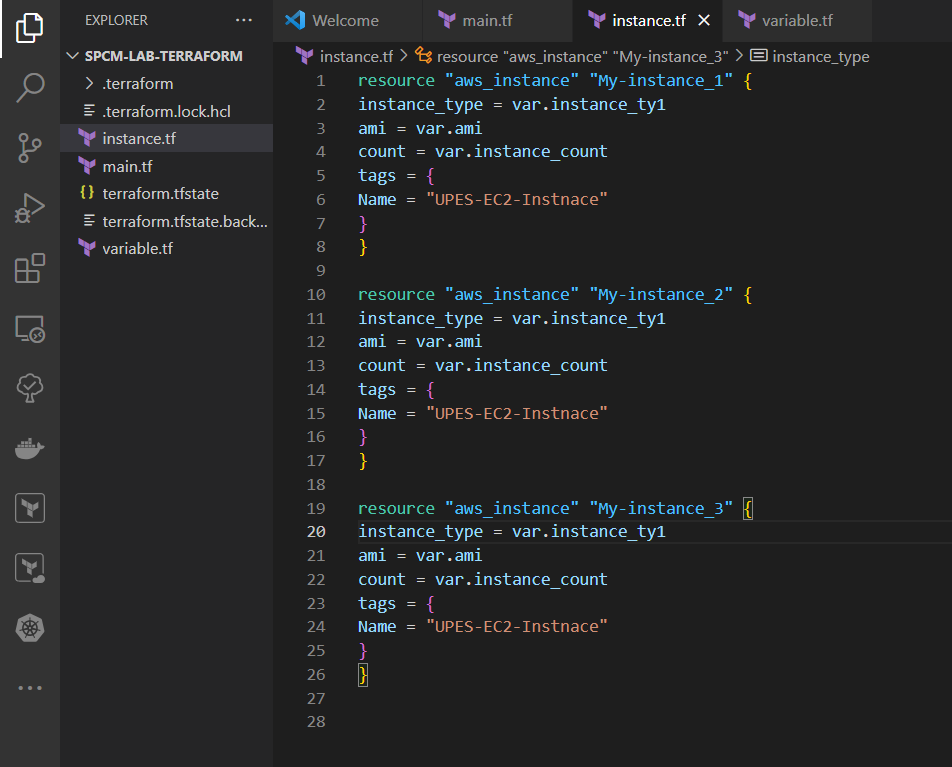 EXPLORER ···
SPCM-LAB-TERRAFORM
.terraform
.terraform.lock.hcl
instance.tf
main.tf
{} terraform.tfstate
terraform.tfstate.back...
variable.tf
Welcome main.tf instance.tf variable.tf
instance.tf > resource "aws_instance" "My-instance_3" > instance_type
1 resource "aws_instance" "My-instance_1" {
2 instance_type = var.instance_ty1
3 ami = var.ami
4 count = var.instance_count
5 tags = {
6 Name = "UPES-EC2-Instnace"
7 }
8 }
9
10 resource "aws_instance" "My-instance_2" {
11 instance_type = var.instance_ty1
12 ami = var.ami
13 count = var.instance_count
14 tags = {
15 Name = "UPES-EC2-Instnace"
16 }
17 }
18
19 resource "aws_instance" "My-instance_3" {
20 instance_type = var.instance_ty1
21 ami = var.ami
22 count = var.instance_count
23 tags = {
24 Name = "UPES-EC2-Instnace"
25 }
26 }
27
28